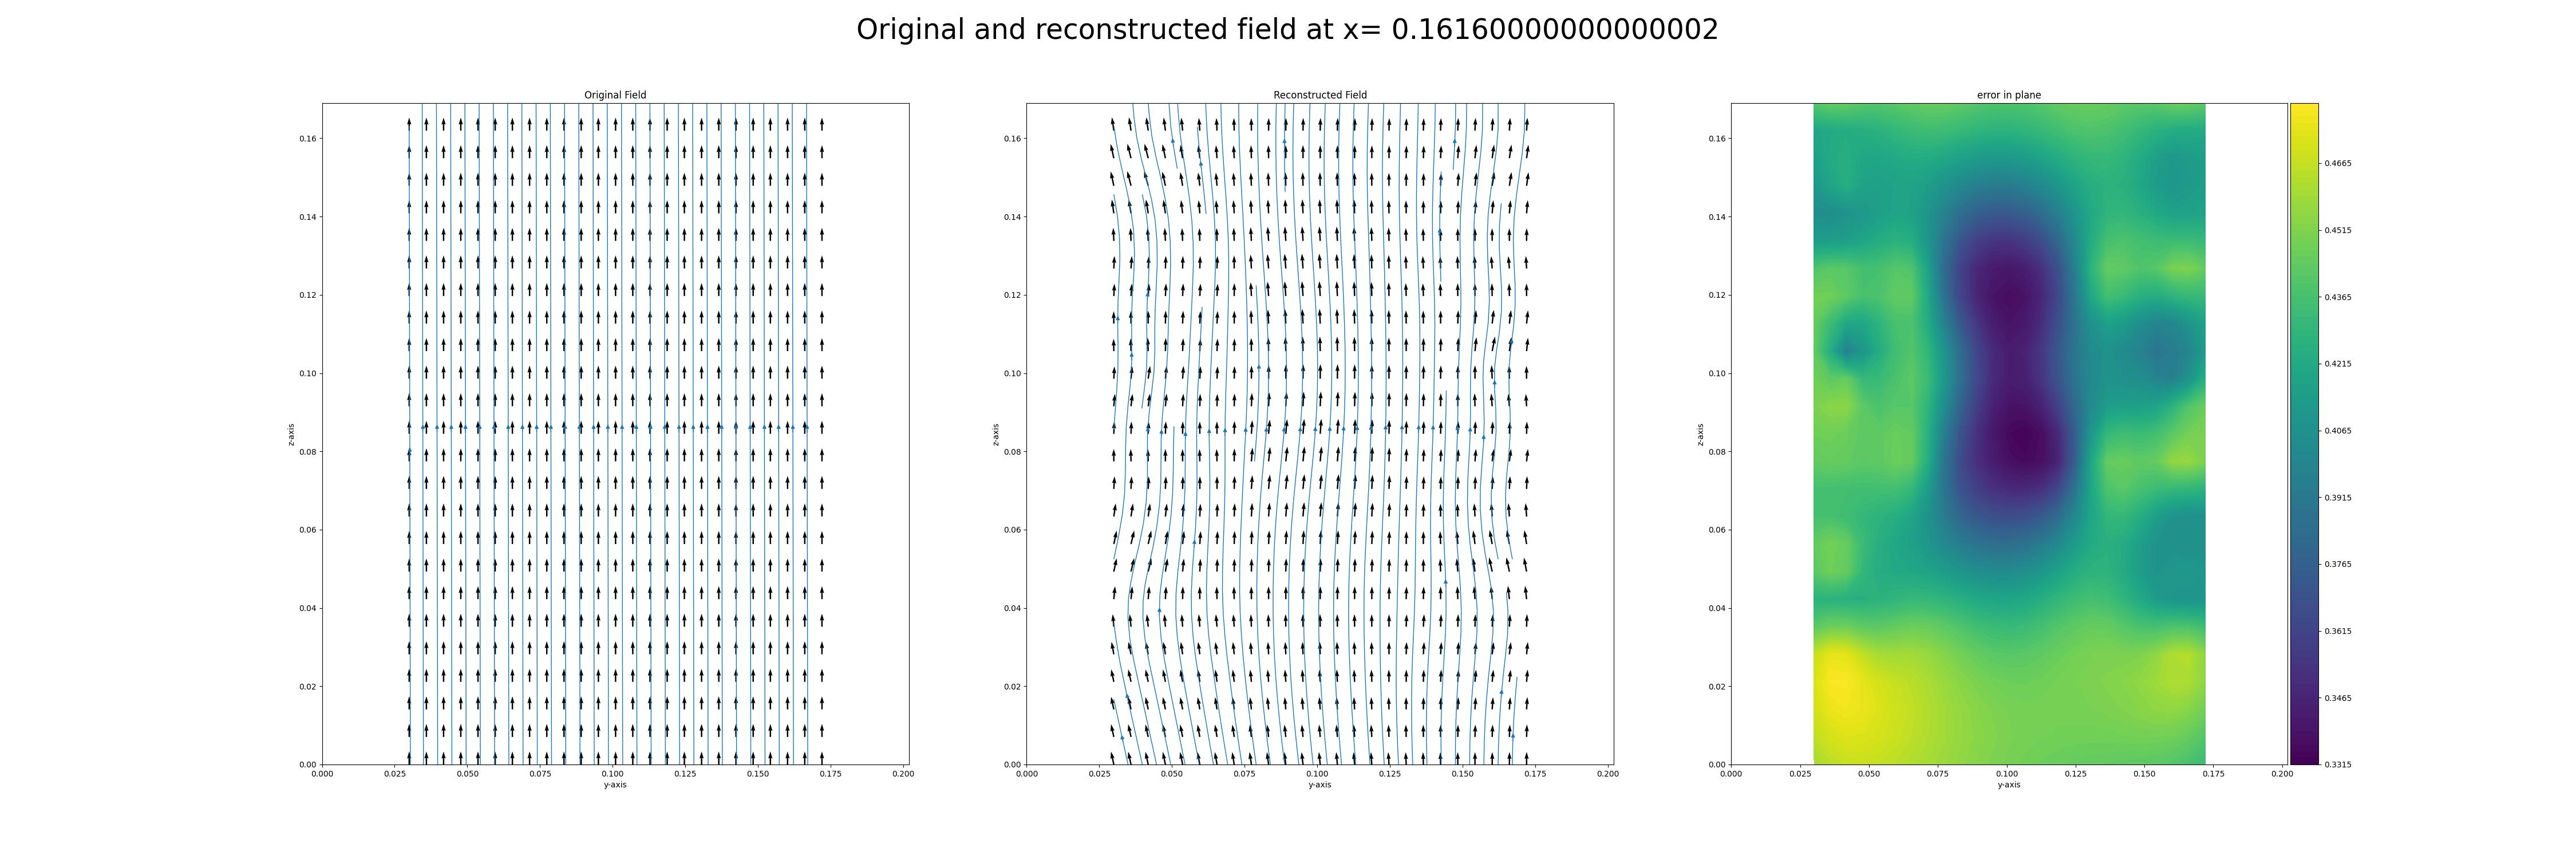 Original and reconstructed field at x= 0.16160000000000002
Original Field
Reconstructed Field
error in plane
0.16
0.14
0.12
0.10
0.08
0.06
0.04
0.02
0.00
z-axis
0.000 0.025 0.050 0.075 0.100 0.125 0.150 0.175 0.200
y-axis
0.16
0.14
0.12
0.10
0.08
0.06
0.04
0.02
0.00
z-axis
0.000 0.025 0.050 0.075 0.100 0.125 0.150 0.175 0.200
y-axis
0.16
0.14
0.12
0.10
0.08
0.06
0.04
0.02
0.00
z-axis
0.000 0.025 0.050 0.075 0.100 0.125 0.150 0.175 0.200
y-axis
0.4665
0.4515
0.4365
0.4215
0.4065
0.3915
0.3765
0.3615
0.3465
0.3315